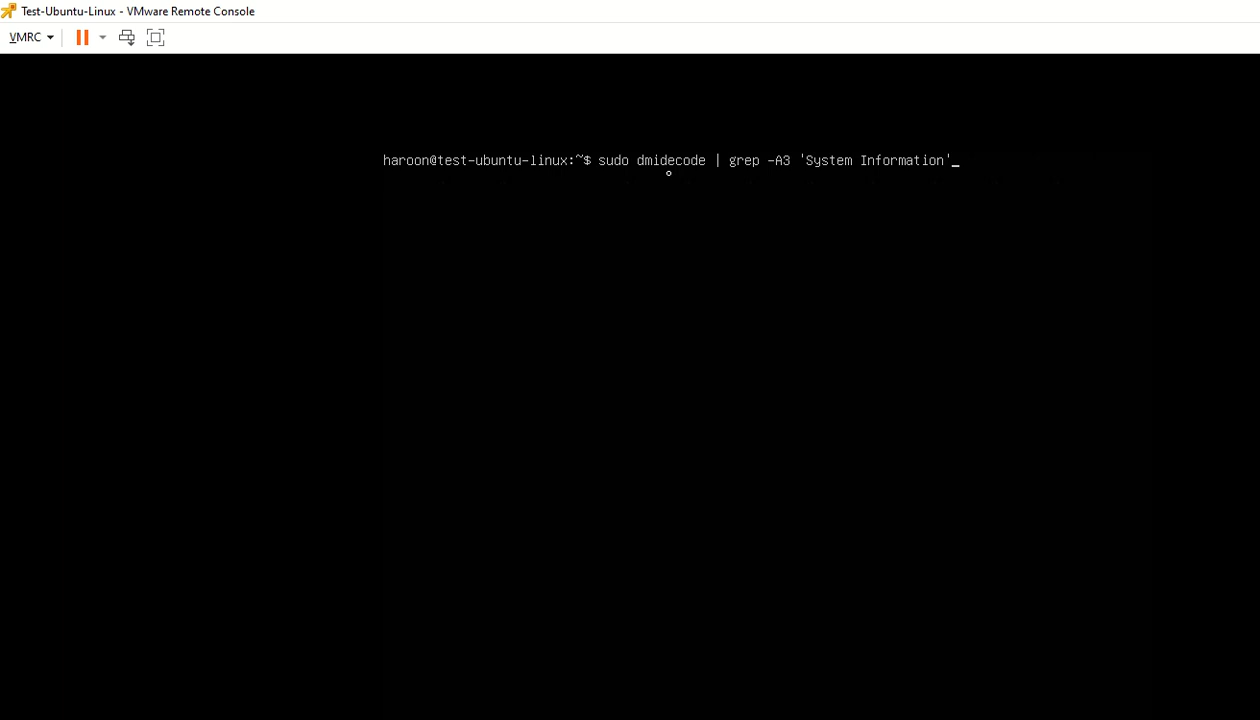 Test-Ubuntu-Linux - VMware Remote Console
VMRC
haroon@test-ubuntu-linux:~$ sudo dmidecode | grep -A3 'System Information'_